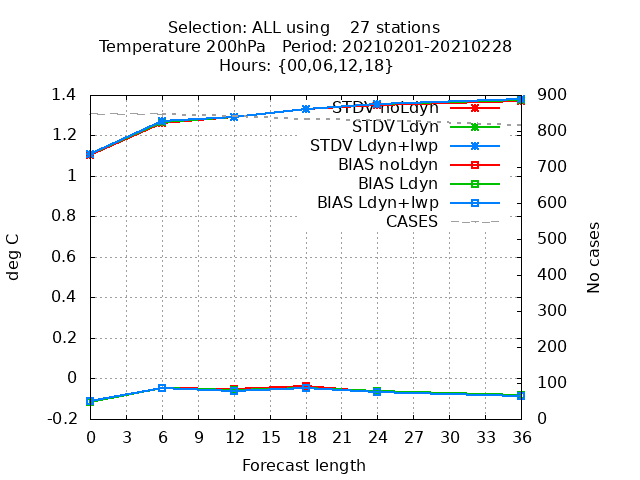 Selection: ALL using    27 stations
Temperature 200hPa   Period: 20210201-20210228
Hours: {00,06,12,18}
1.4
1.2
1
0.8
0.6
0.4
0.2
0
-0.2
deg C
STDV noLdyn
STDV Ldyn
STDV Ldyn+lwp
BIAS noLdyn
BIAS Ldyn
BIAS Ldyn+lwp
CASES
900
800
700
600
500
400
300
200
100
0
No cases
0 3 6 9 12 15 18 21 24 27 30 33 36
Forecast length